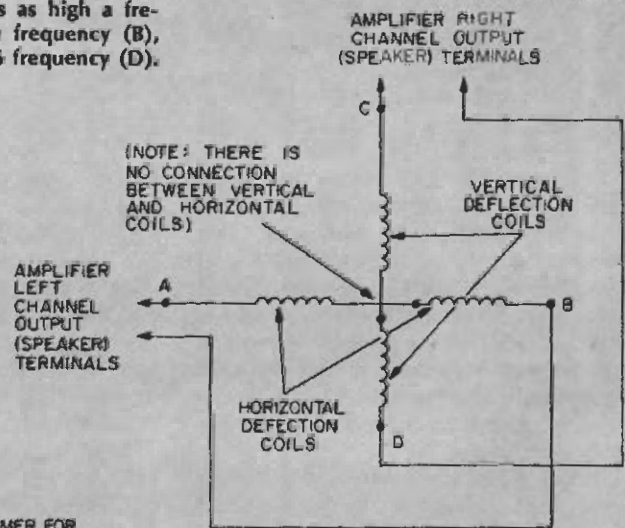 s as high a fre-
frequency (B),
frequency (D).
AMPLIFIER RIGHT
CHANNEL OUTPUT
(SPEAKER) TERMINALS
C
(NOTE: THERE IS
NO CONNECTION
BETWEEN VERTICAL
AND HORIZONTAL
COILS)
VERTICAL
DEFLECTION
COILS
AMPLIFIER
LEFT
CHANNEL
OUTPUT
(SPEAKER)
TERMINALS
A
B
HORIZONTAL
DEFECTION
COILS
D
MER FOR